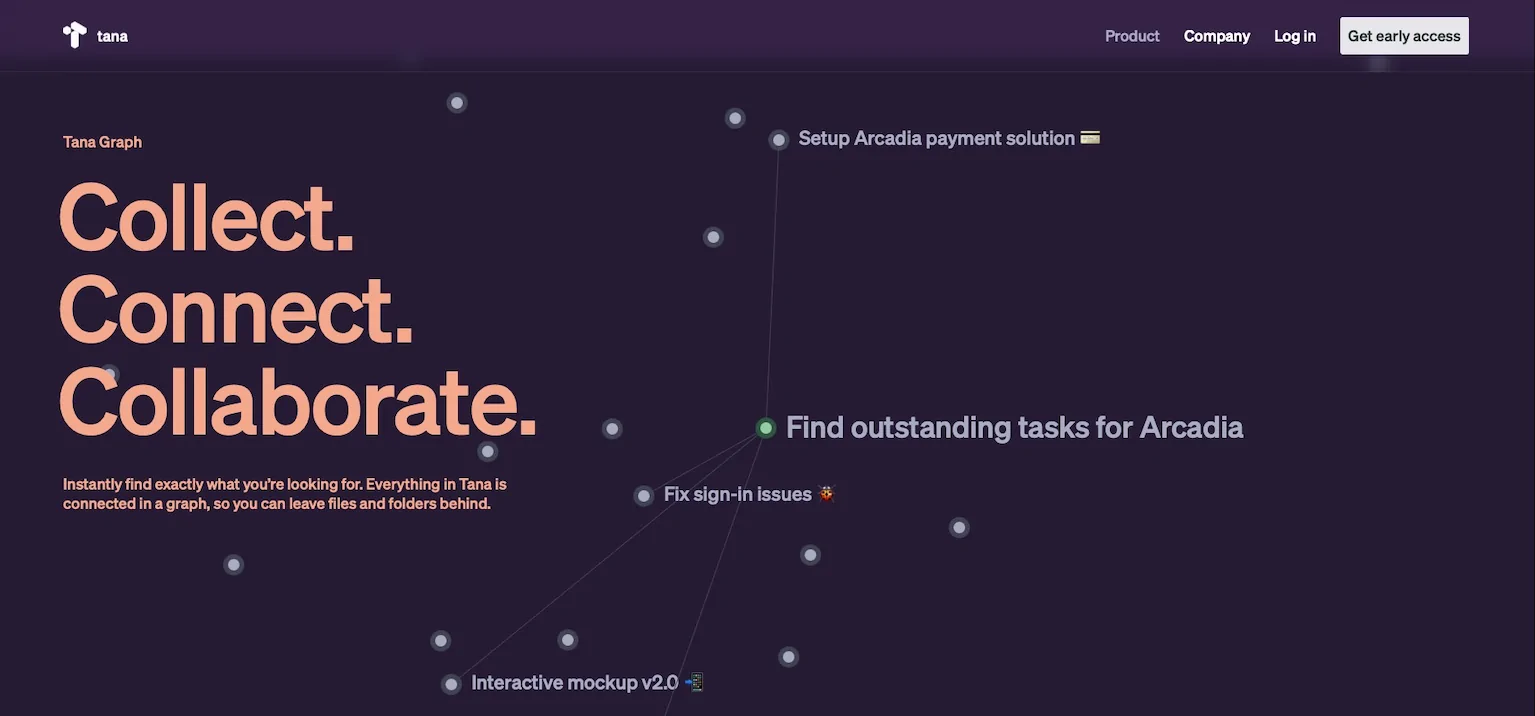 tana
Product
Company
Log in
Get early access
Tana Graph
Collect.
Connect.
Collaborate.
Instantly find exactly what you're looking for. Everything in Tana is
connected in a graph, so you can leave files and folders behind.
Setup Arcadia payment solution 💳
Find outstanding tasks for Arcadia
Fix sign-in issues 🐞
Interactive mockup v2.0 📲